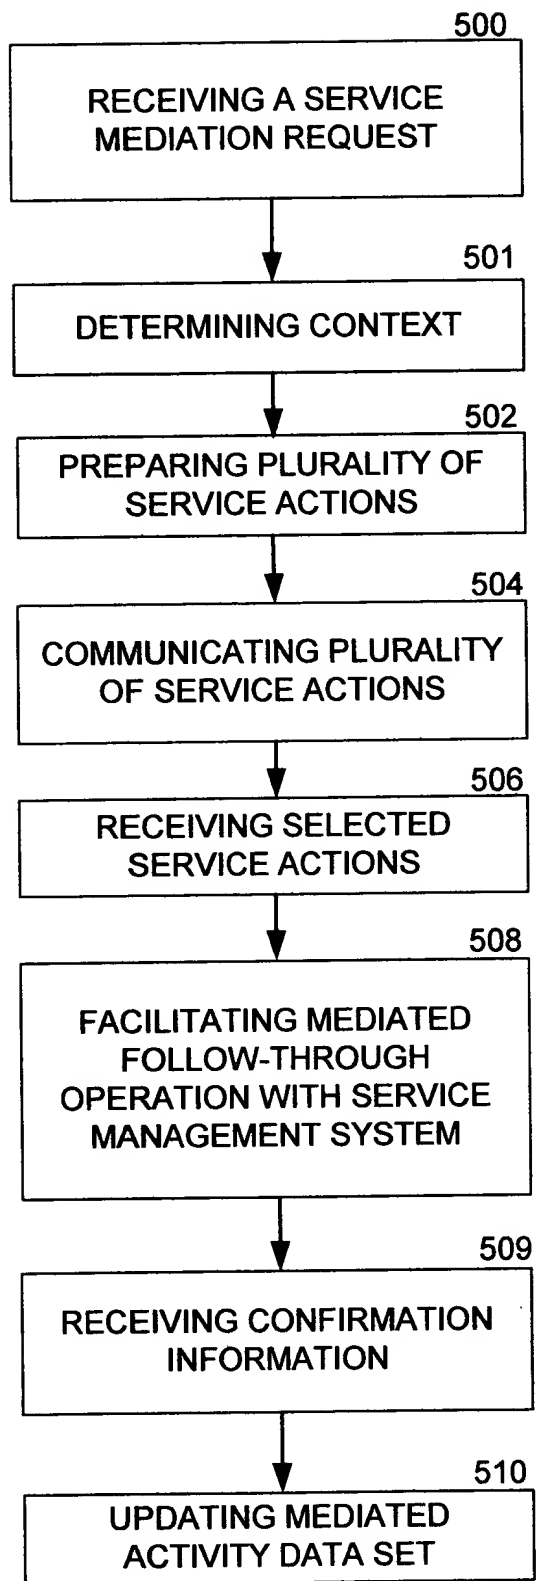 500
RECEIVING A SERVICE
MEDIATION REQUEST
501
DETERMINING CONTEXT
502
PREPARING PLURALITY OF
SERVICE ACTIONS
504
COMMUNICATING PLURALITY
OF SERVICE ACTIONS
506
RECEIVING SELECTED
SERVICE ACTIONS
508
FACILITATING MEDIATED
FOLLOW-THROUGH
OPERATION WITH SERVICE
MANAGEMENT SYSTEM
509
RECEIVING CONFIRMATION
INFORMATION
510
UPDATING MEDIATED
ACTIVITY DATA SET